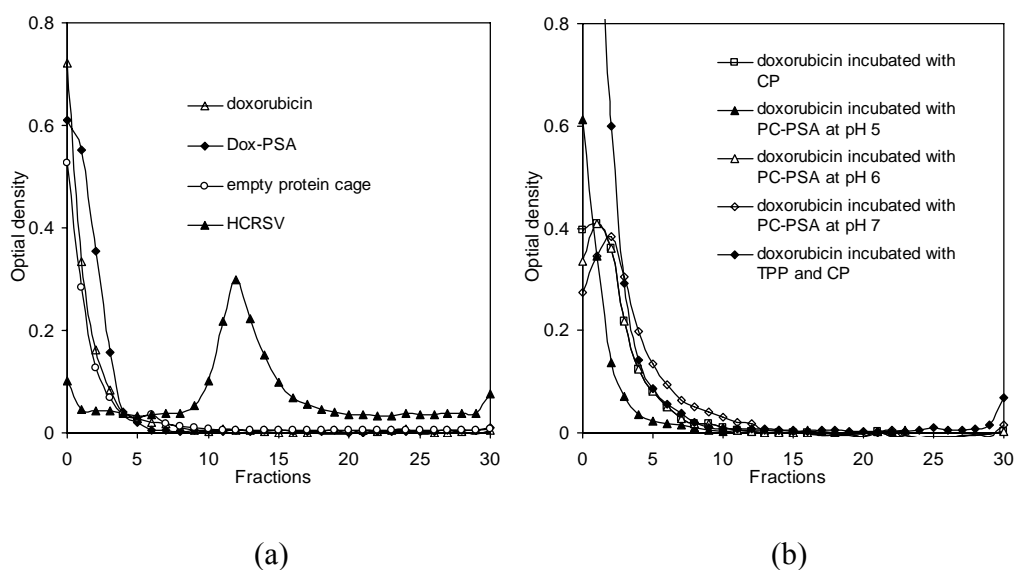 0.8
0.6
0.4
0.2
0
Optial density
0 5 10 15 20 25 30
Fractions
doxorubicin
Dox-PSA
empty protein cage
HCRSV
(a)
0.8
0.6
0.4
0.2
0
Optical density
0 5 10 15 20 25 30
Fractions
doxorubicin incubated with
CP
doxorubicin incubated with
PC-PSA at pH 5
doxorubicin incubated with
PC-PSA at pH 6
doxorubicin incubated with
PC-PSA at pH 7
doxorubicin incubated with
TPP and CP
(b)